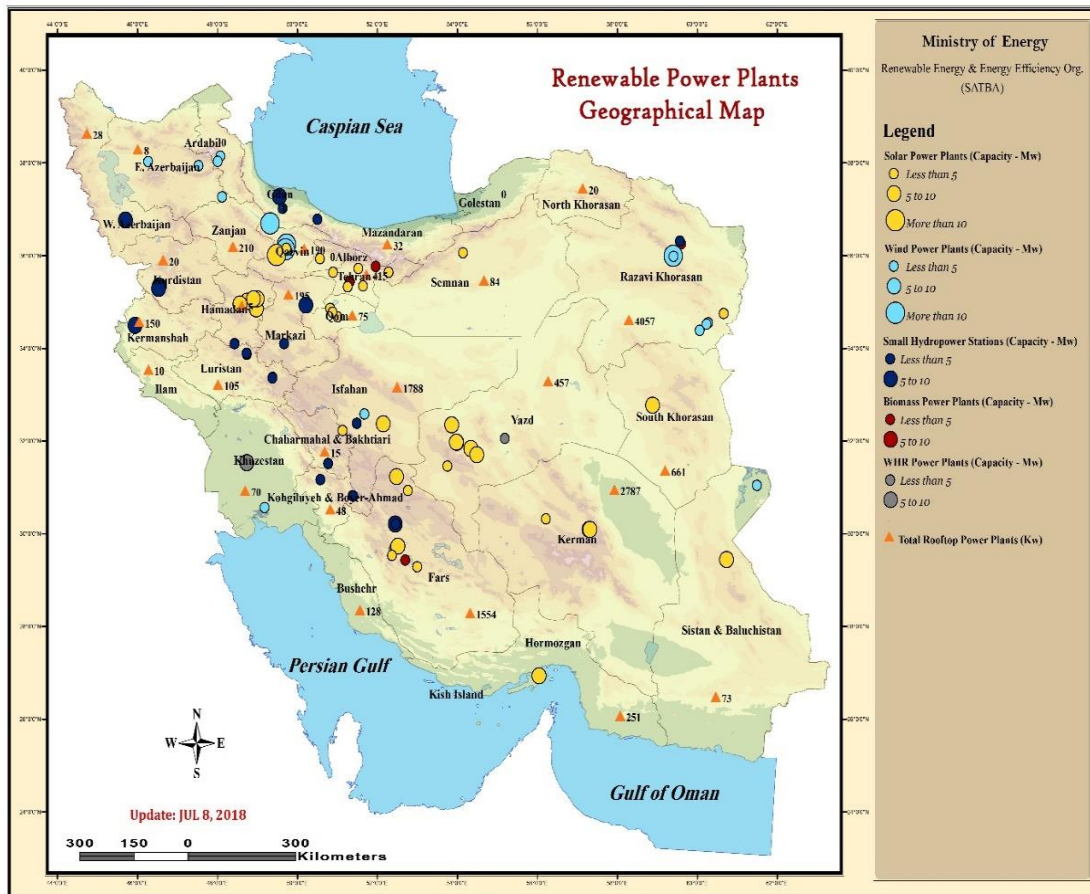 Renewable Power Plants
Geographical Map
Caspian Sea
28
8
Ardabil 0
E. Azerbaijan
W. Azerbaijan
Zanjan
210
Qazvin
190
0 Alborz
Mazandaran
32
Golestan
0
North Khorasan
20
Razavi Khorasan
4057
Semnan
84
Tehran 415
20
Kurdistan
Hamadan
195
Qom
75
150
Kermanshah
Markazi
10
Ilam
Luristan
105
Isfahan
1788
457
Yazd
South Khorasan
661
Chaharmahal & Bakhtiari
15
Khuzestan
70
Kohgiluyeh & Boyer-Ahmad
48
2787
Kerman
Fars
Bushehr
128
1554
Hormozgan
Sistan & Baluchistan
73
251
Kish Island
Persian Gulf
Gulf of Oman
N
W E
S
Update: JUL 8, 2018
300 150 0 300
Kilometers
Ministry of Energy
Renewable Energy & Energy Efficiency Org.
(SATBA)
Legend
Solar Power Plants (Capacity - Mw)
Less than 5
5 to 10
More than 10
Wind Power Plants (Capacity - Mw)
Less than 5
5 to 10
More than 10
Small Hydropower Stations (Capacity - Mw)
Less than 5
5 to 10
Biomass Power Plants (Capacity - Mw)
Less than 5
5 to 10
WHR Power Plants (Capacity - Mw)
Less than 5
5 to 10
Total Rooftop Power Plants (Kw)